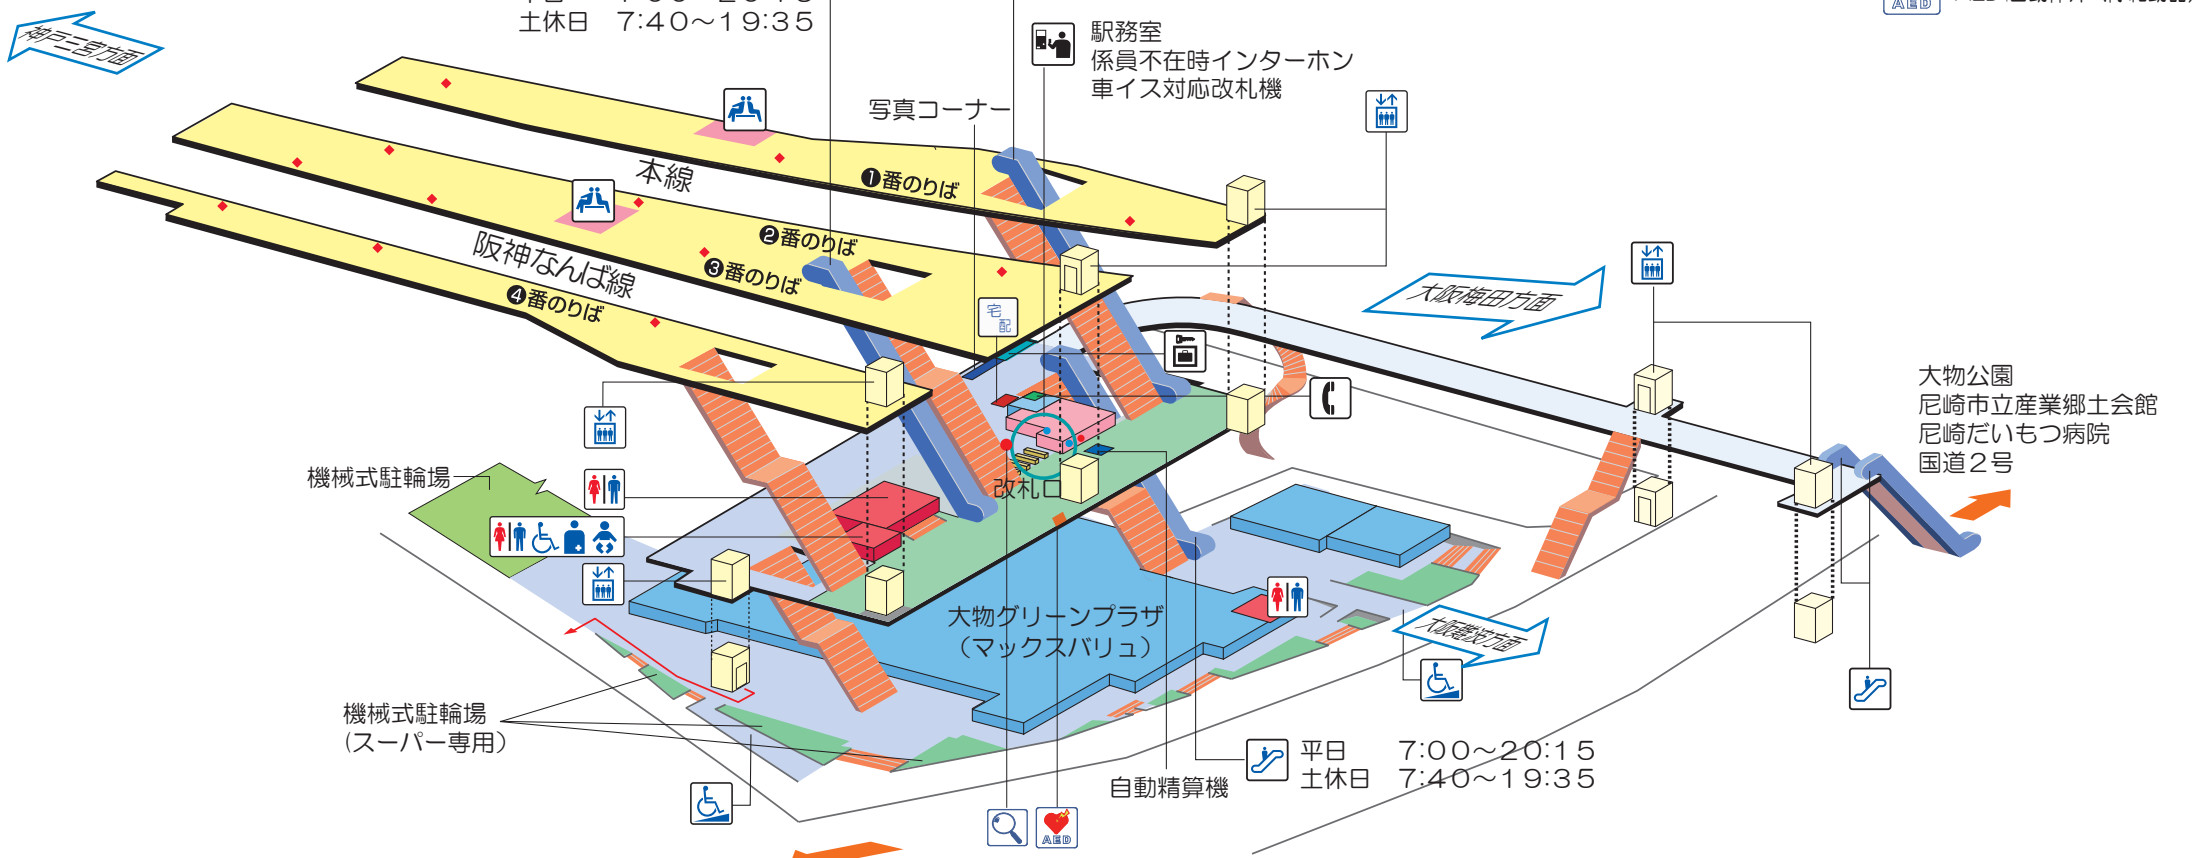 土休日 7:40〜19:35
神戸三宮方面
駅務室
係員不在時インターホン
車イス対応改札機
写真コーナー
本線
❶番のりば
阪神なんば線
❷番のりば
❸番のりば
❹番のりば
宅配
大阪梅田方面
大物公園
尼崎市立産業郷土会館
尼崎だいもつ病院
国道2号
機械式駐輪場
改札口
大物グリーンプラザ
（マックスバリュ）
大阪難波方面
機械式駐輪場
(スーパー専用)
自動精算機
平日 7:00〜20:15
土休日 7:40〜19:35
AED
AED